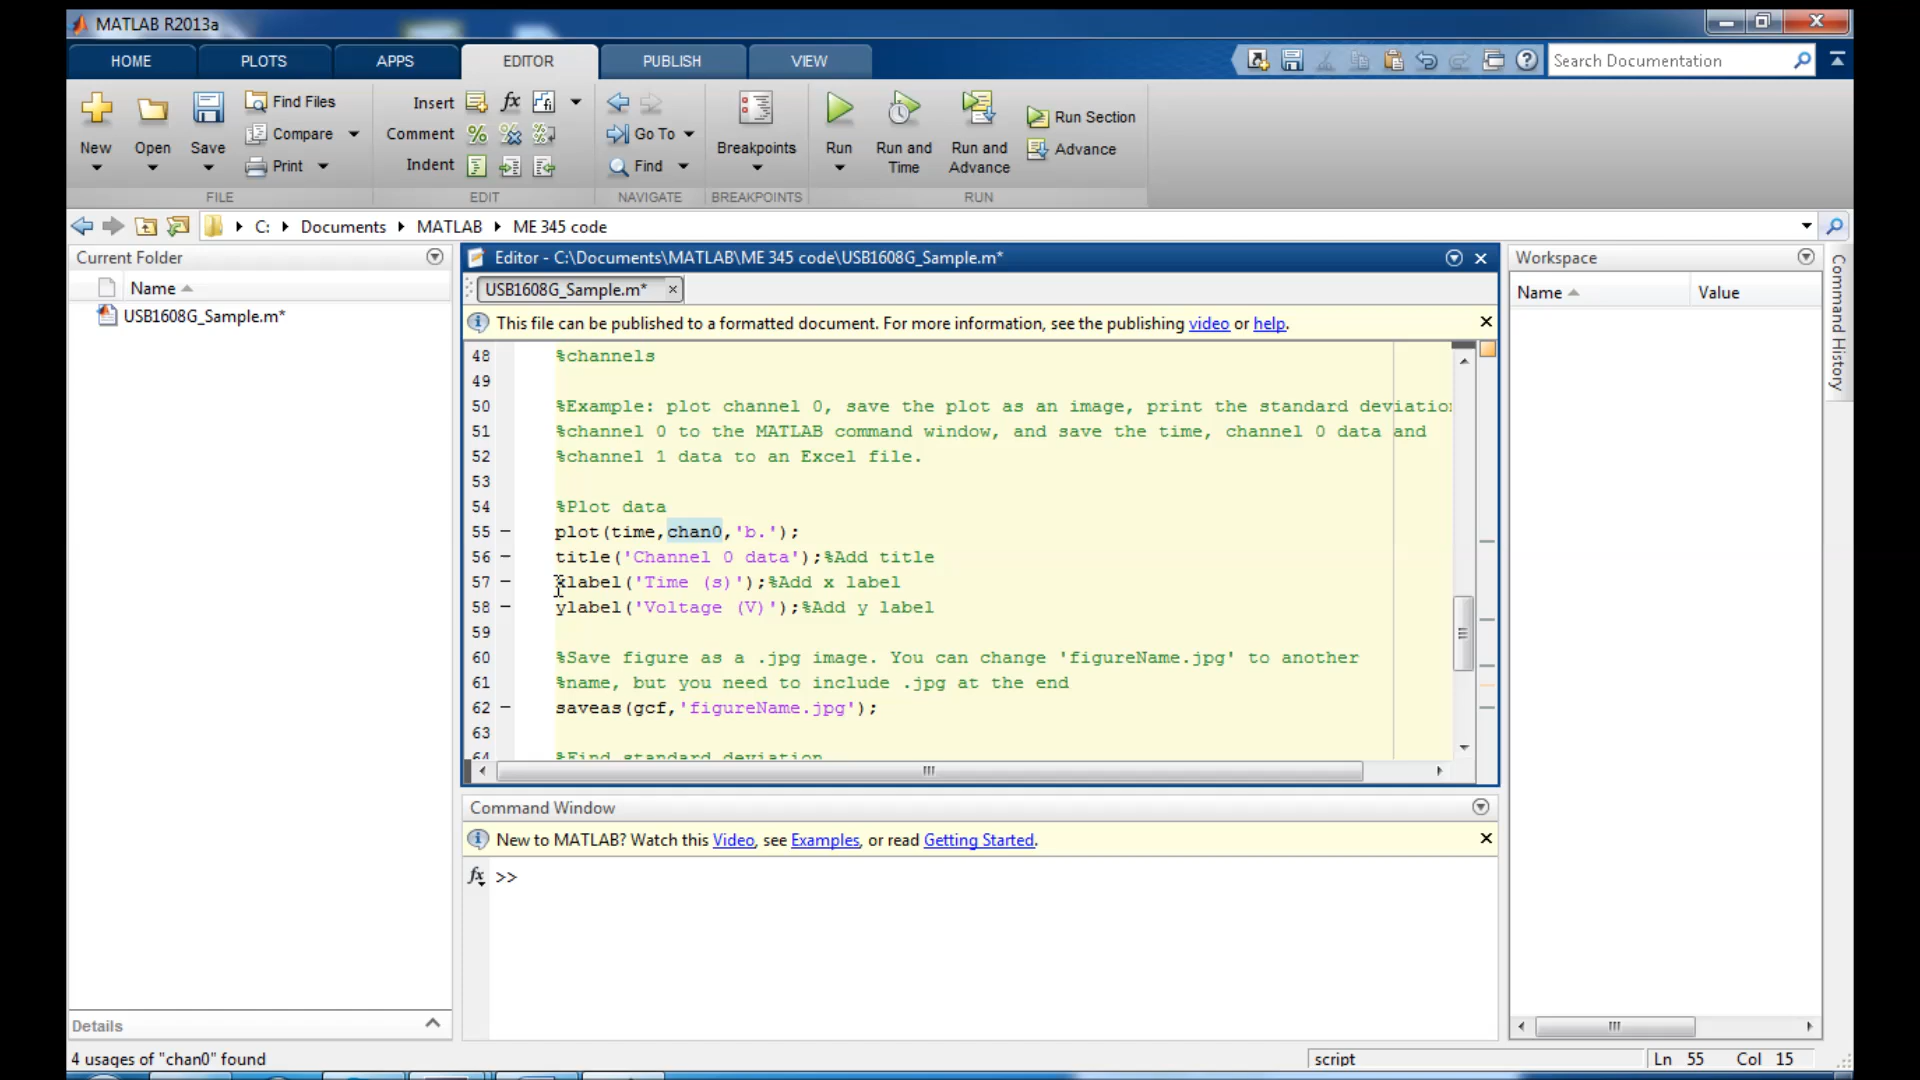 MATLAB R2013a
HOME PLOTS APPS EDITOR PUBLISH VIEW
Search Documentation
New Open Save Find Files Compare Print
FILE
Insert fx
Comment
Indent
EDIT
Go To
Find
NAVIGATE
Breakpoints
BREAKPOINTS
Run Run and Time Run and Advance Run Section Advance
RUN
C: Documents MATLAB ME 345 code
Current Folder
Name
USB1608G_Sample.m*
Details
Editor - C:\Documents\MATLAB\ME 345 code\USB1608G_Sample.m*
USB1608G_Sample.m*
This file can be published to a formatted document. For more information, see the publishing video or help.
48 %channels
49
50 %Example: plot channel 0, save the plot as an image, print the standard deviation
51 %channel 0 to the MATLAB command window, and save the time, channel 0 data and
52 %channel 1 data to an Excel file.
53
54 %Plot data
55 – plot(time,chan0,'b.');
56 – title('Channel 0 data');%Add title
57 – xlabel('Time (s)');%Add x label
58 – ylabel('Voltage (V)');%Add y label
59
60 %Save figure as a .jpg image. You can change 'figureName.jpg' to another
61 %name, but you need to include .jpg at the end
62 – saveas(gcf,'figureName.jpg');
63
64 %Find standard deviation
Command Window
New to MATLAB? Watch this Video, see Examples, or read Getting Started.
fx >>
Workspace
Name Value
Command History
4 usages of "chan0" found
script
Ln 55 Col 15